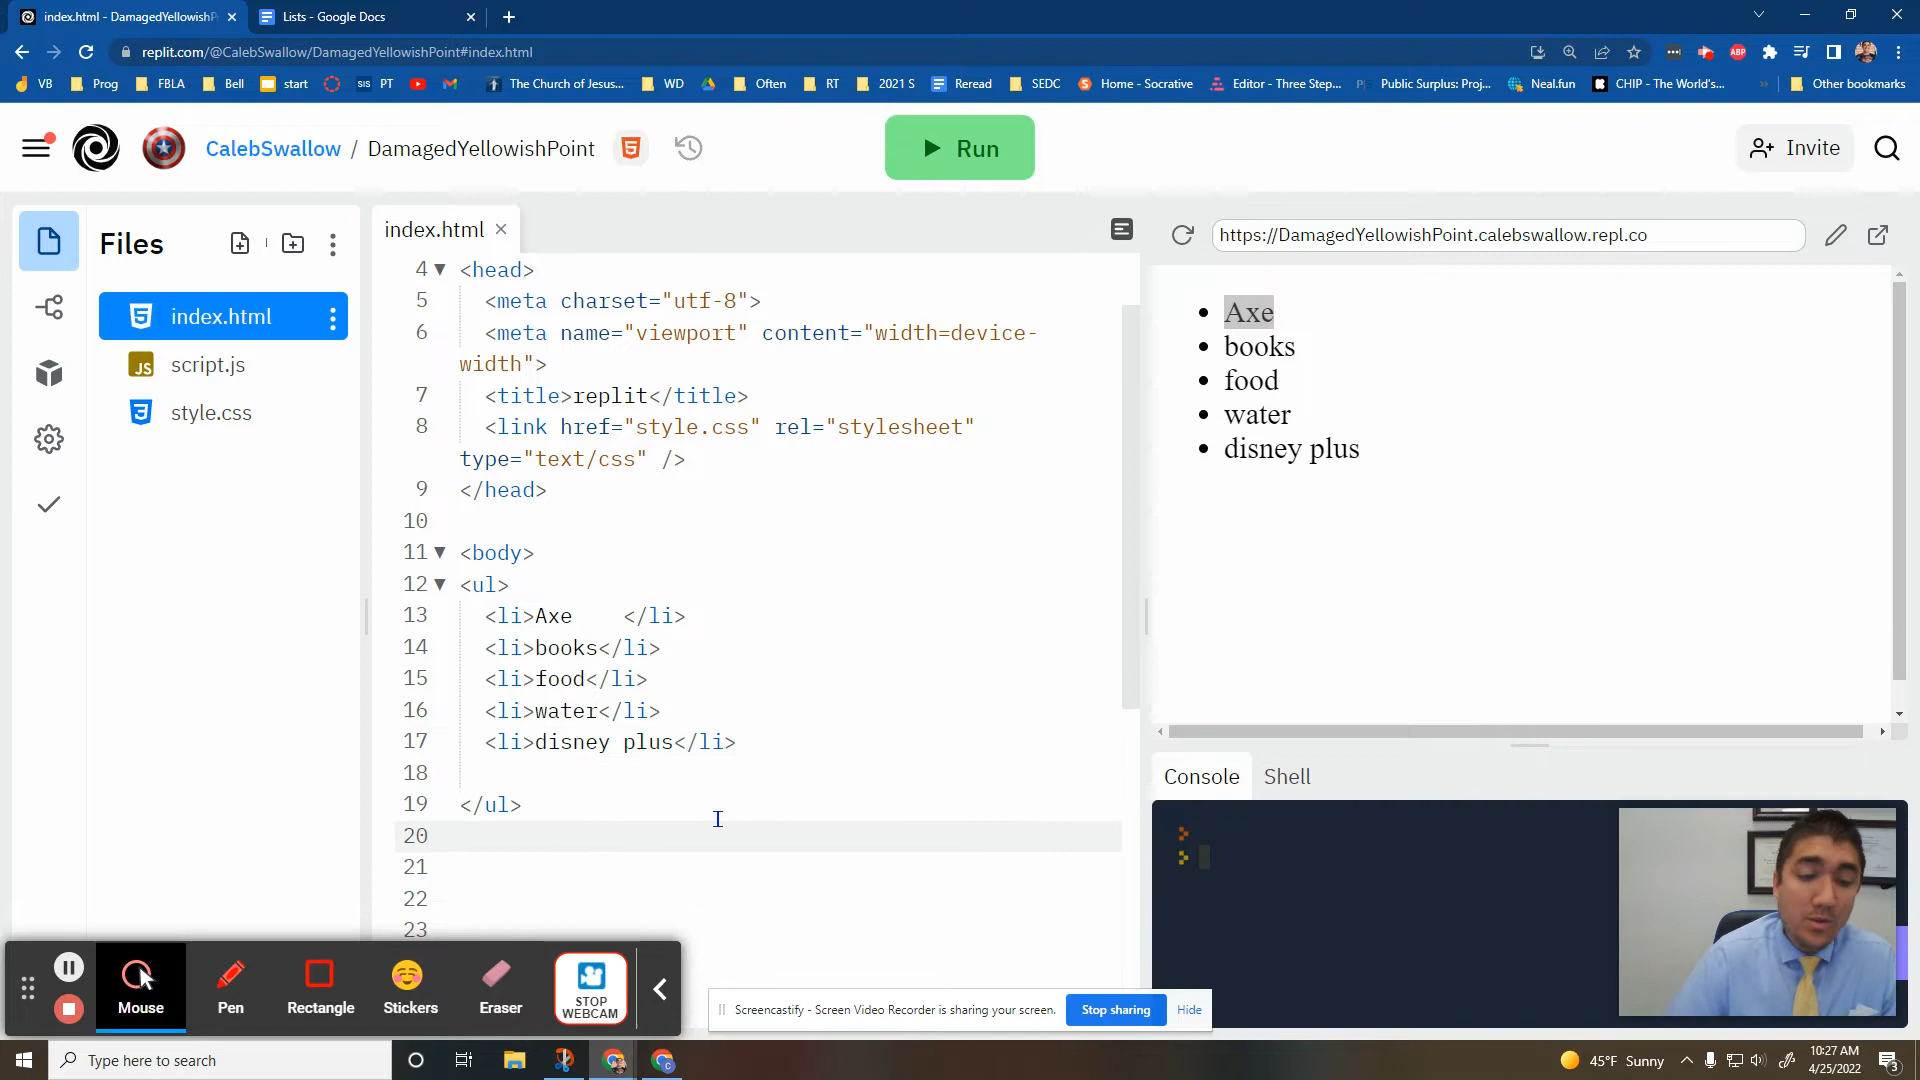 index.html - DamagedYellowishP
Lists - Google Docs
replit.com/@CalebSwallow/DamagedYellowishPoint#index.html
VB
Prog
FBLA
Bell
start
SIS PT
The Church of Jesus...
WD
Often
RT
2021 S
Reread
SEDC
Home - Socrative
Editor - Three Step...
Public Surplus: Proj...
Neal.fun
CHIP - The World's...
Other bookmarks
ABP
CalebSwallow / DamagedYellowishPoint
Run
Invite
Files
index.html
script.js
style.css
index.html
4 <head>
5 <meta charset="utf-8">
6 <meta name="viewport" content="width=device-
width">
7 <title>replit</title>
8 <link href="style.css" rel="stylesheet"
type="text/css" />
9 </head>
10
11 <body>
12 <ul>
13 <li>Axe    </li>
14 <li>books</li>
15 <li>food</li>
16 <li>water</li>
17 <li>disney plus</li>
18
19 </ul>
20
21
22
23
https://DamagedYellowishPoint.calebswallow.repl.co
• Axe
• books
• food
• water
• disney plus
Console
Shell
Mouse
Pen
Rectangle
Stickers
Eraser
STOP
WEBCAM
Screencastify - Screen Video Recorder is sharing your screen.
Stop sharing
Hide
Type here to search
45°F Sunny
10:27 AM
4/25/2022
3